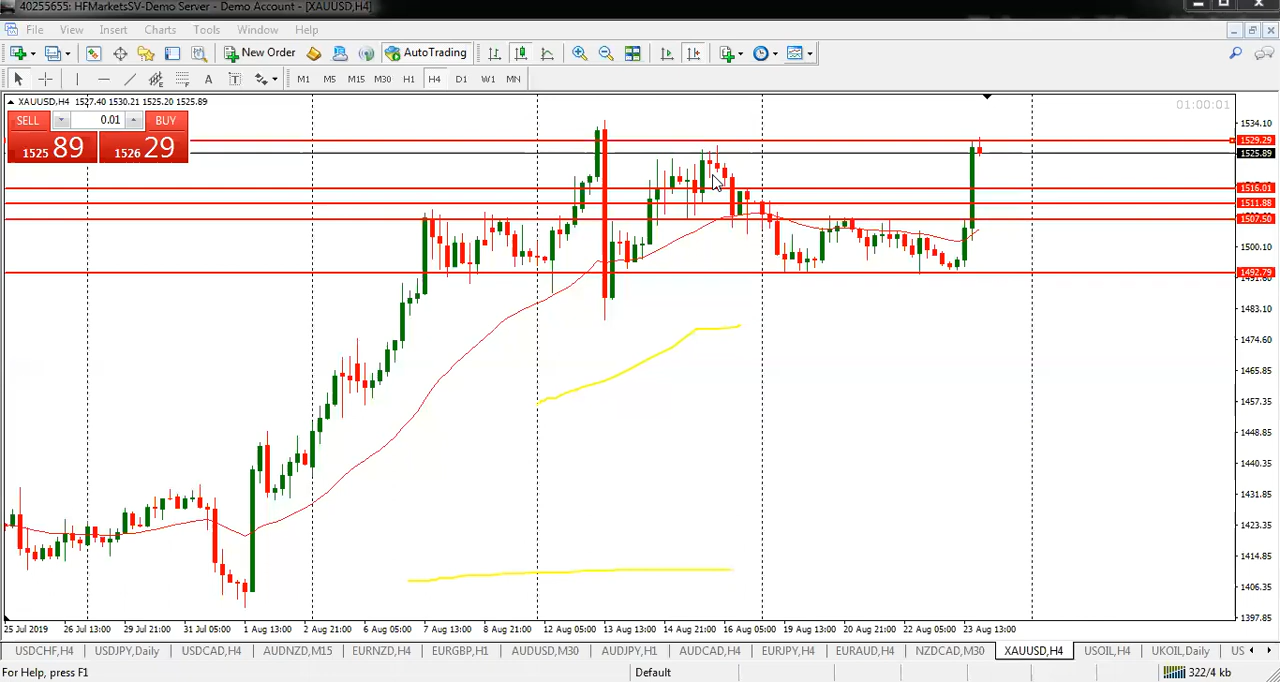 40255655: HFMarketsSV-Demo Server - Demo Account - [XAUUSD,H4]
File View Insert Charts Tools Window Help
New Order AutoTrading
A T M1 M5 M15 M30 H1 H4 D1 W1 MN
XAUUSD,H4 1527.40 1530.21 1525.20 1525.89
01:00:01
SELL 0.01 BUY
1525 89 1526 29
1534.10
1529.29
1525.89
1516.01
1511.88
1507.50
1500.10
1492.79
1483.10
1474.60
1465.85
1457.35
1448.85
1440.35
1431.85
1423.35
1414.85
1406.35
1397.85
25 Jul 2019 26 Jul 13:00 29 Jul 21:00 31 Jul 05:00 1 Aug 13:00 2 Aug 21:00 6 Aug 05:00 7 Aug 13:00 8 Aug 21:00 12 Aug 05:00 13 Aug 13:00 14 Aug 21:00 16 Aug 05:00 19 Aug 13:00 20 Aug 21:00 22 Aug 05:00 23 Aug 13:00
USDCHF,H4 USDJPY,Daily USDCAD,H4 AUDNZD,M15 EURNZD,H4 EURGBP,H1 AUDUSD,M30 AUDJPY,H1 AUDCAD,H4 EURJPY,H4 EURAUD,H4 NZDCAD,M30 XAUUSD,H4 USOIL,H4 UKOIL,Daily US
For Help, press F1 Default 322/4 kb